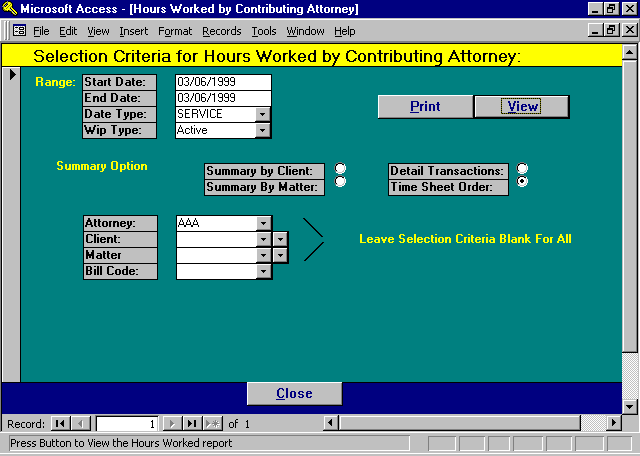 Microsoft Access - [Hours Worked by Contributing Attorney]
File Edit View Insert Format Records Tools Window Help
Selection Criteria for Hours Worked by Contributing Attorney:
Range: Start Date: 03/06/1999
End Date: 03/06/1999
Date Type: SERVICE
Wip Type: Active
Print View
Summary Option
Summary by Client: Detail Transactions:
Summary By Matter: Time Sheet Order:
Attorney: AAA
Client:
Matter
Bill Code:
Leave Selection Criteria Blank For All
Close
Record: 1 of 1
Press Button to View the Hours Worked report